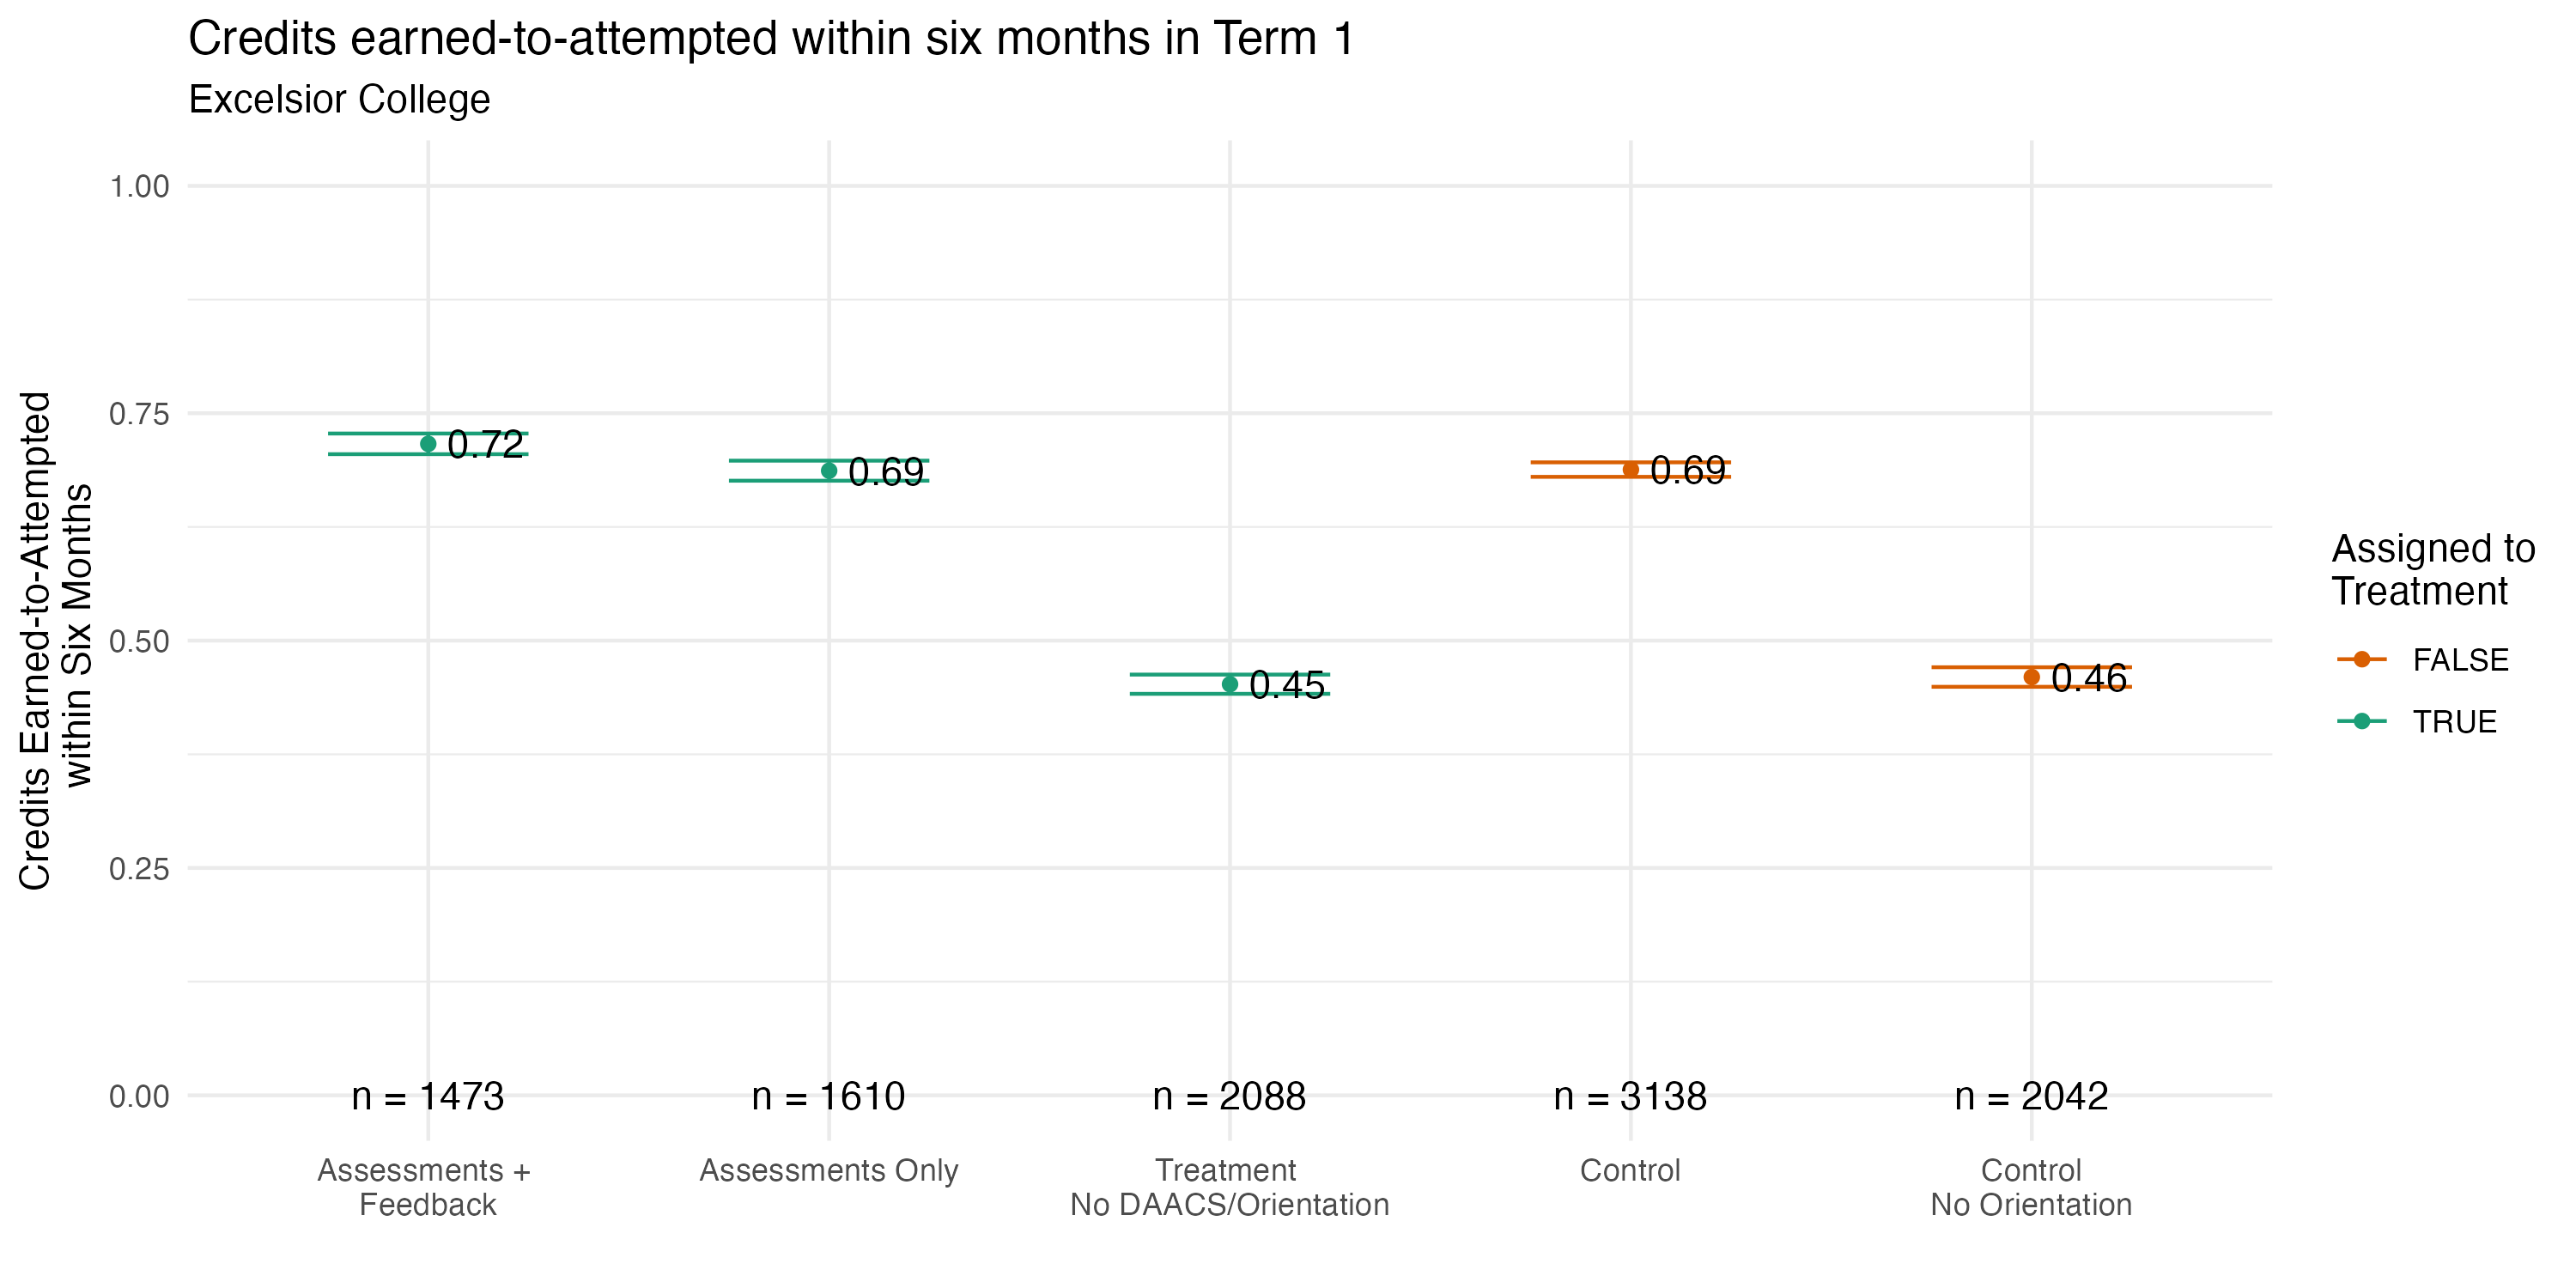 Credits earned-to-attempted within six months in Term 1
Excelsior College
Credits Earned-to-Attempted
within Six Months
1.00
0.75
0.50
0.25
0.00
0.72
0.69
0.45
0.69
0.46
n = 1473
n = 1610
n = 2088
n = 3138
n = 2042
Assessments +
Feedback
Assessments Only
Treatment
No DAACS/Orientation
Control
Control
No Orientation
Assigned to
Treatment
FALSE
TRUE